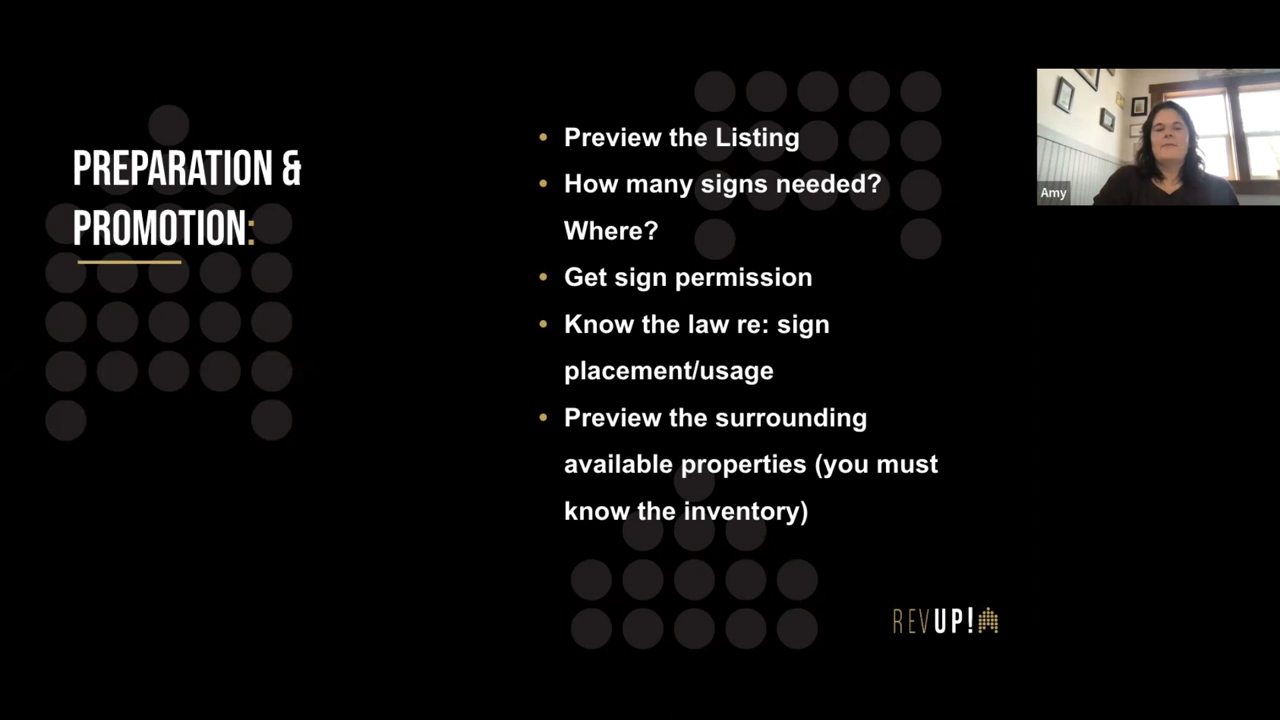 PREPARATION &
PROMOTION:
• Preview the Listing
• How many signs needed?
Where?
• Get sign permission
• Know the law re: sign
placement/usage
• Preview the surrounding
available properties (you must
know the inventory)
Amy
REVUP!